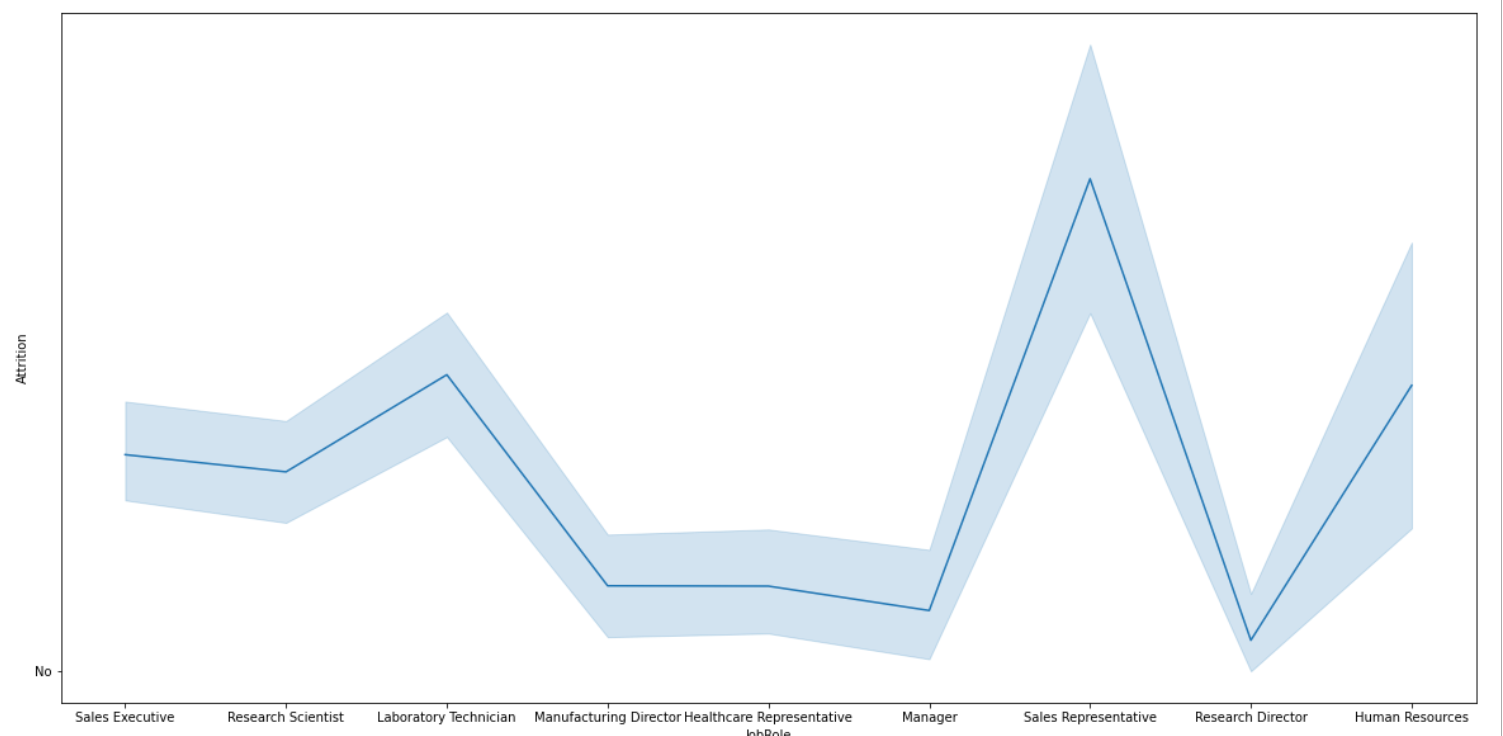 Attrition
No
Sales Executive Research Scientist Laboratory Technician Manufacturing Director Healthcare Representative Manager Sales Representative Research Director Human Resources
JobRole